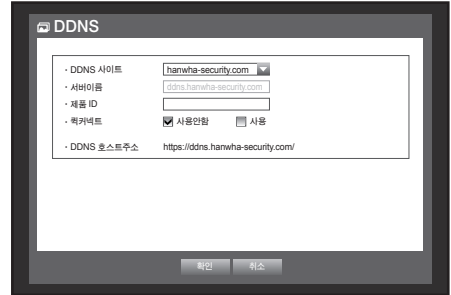 DDNS
· DDNS 사이트 hanwha-security.com
· 서버이름 ddns.hanwha-security.com
· 제품 ID
· 퀵커넥트 사용안함 사용
· DDNS 호스트주소 https://ddns.hanwha-security.com/
확인 취소